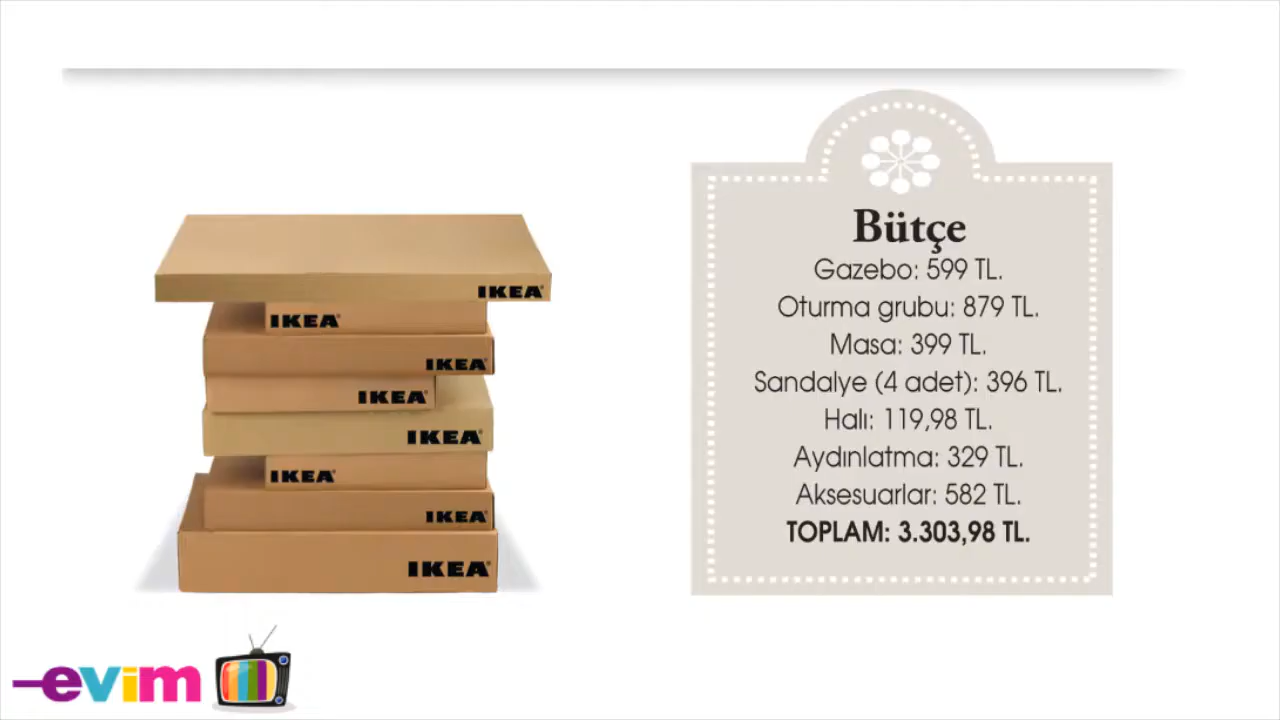 IKEA
IKEA
IKEA
IKEA
IKEA
IKEA
IKEA
IKEA
Bütçe
Gazebo: 599 TL.
Oturma grubu: 879 TL.
Masa: 399 TL.
Sandalye (4 adet): 396 TL.
Halı: 119,98 TL.
Aydınlatma: 329 TL.
Aksesuarlar: 582 TL.
TOPLAM: 3.303,98 TL.
evim